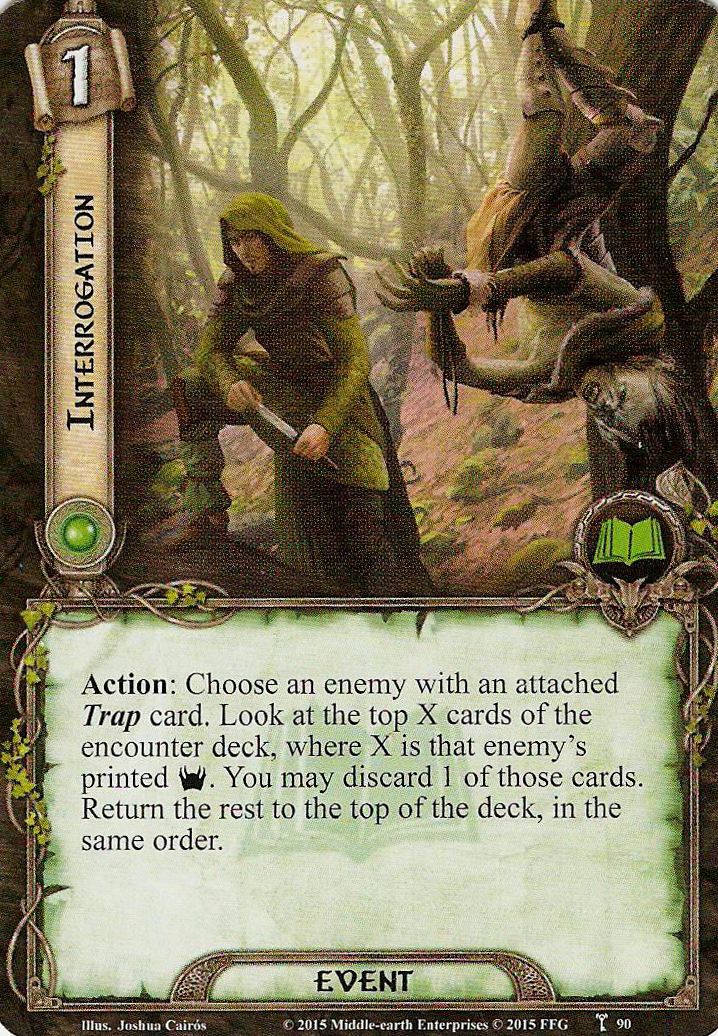 1
INTERROGATION
Action: Choose an enemy with an attached
Trap card. Look at the top X cards of the
encounter deck, where X is that enemy's
printed . You may discard 1 of those cards.
Return the rest to the top of the deck, in the
same order.
EVENT
Illus. Joshua Cairós © 2015 Middle-earth Enterprises © 2015 FFG 90